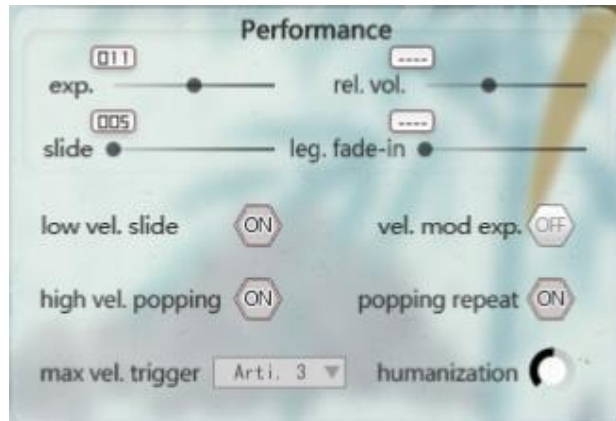 Performance
011 ----
exp. rel. vol.
005 ----
slide leg. fade-in
low vel. slide ON vel. mod exp. OFF
high vel. popping ON popping repeat ON
max vel. trigger Arti. 3 humanization